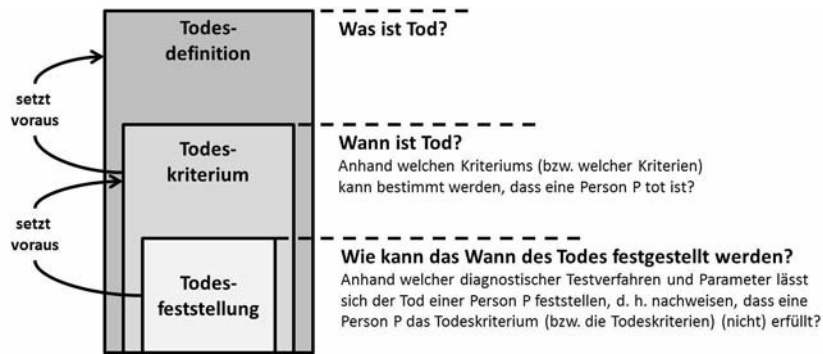 Todes-
definition
Was ist Tod?
setzt
voraus
Todes-
kriterium
Wann ist Tod?
Anhand welchen Kriteriums (bzw. welcher Kriterien)
kann bestimmt werden, dass eine Person P tot ist?
setzt
voraus
Todes-
feststellung
Wie kann das Wann des Todes festgestellt werden?
Anhand welcher diagnostischer Testverfahren und Parameter lässt
sich der Tod einer Person P feststellen, d. h. nachweisen, dass eine
Person P das Todeskriterium (bzw. die Todeskriterien) (nicht) erfüllt?